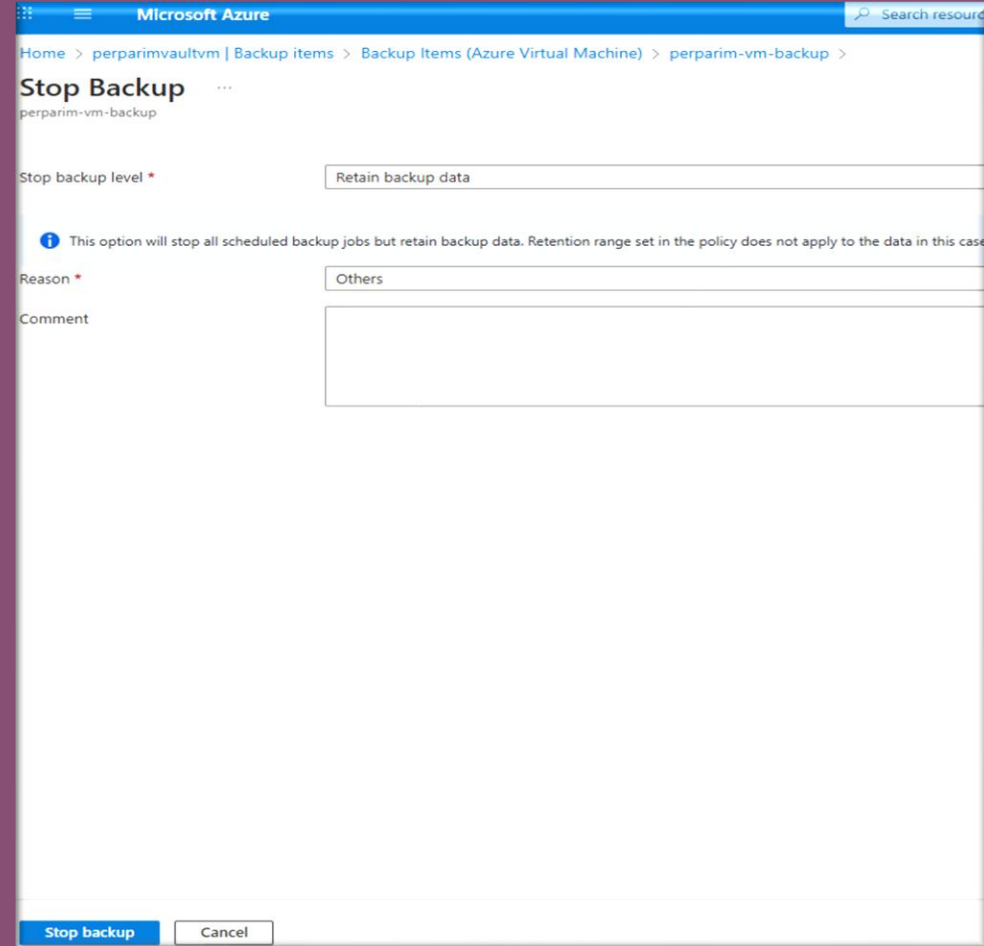 Microsoft Azure
Search resourc
Home > perparimvaultvm | Backup items > Backup Items (Azure Virtual Machine) > perparim-vm-backup >
Stop Backup ...
perparim-vm-backup
Stop backup level * Retain backup data
This option will stop all scheduled backup jobs but retain backup data. Retention range set in the policy does not apply to the data in this case
Reason * Others
Comment
Stop backup Cancel